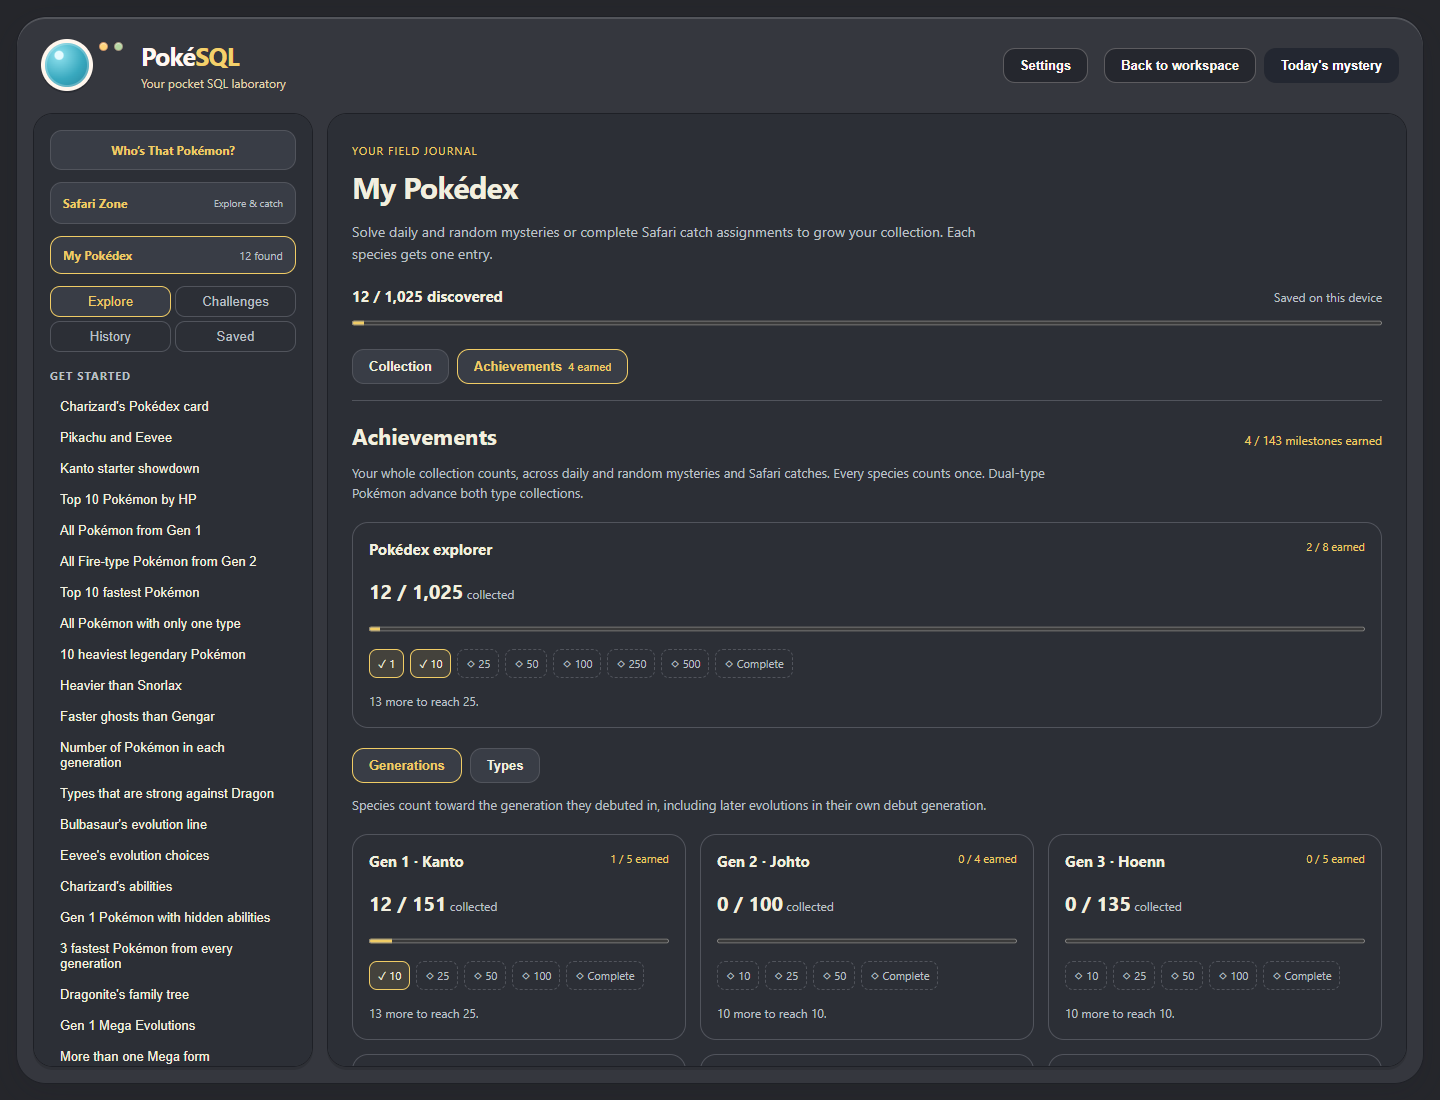 PokéSQL
Your pocket SQL laboratory
Settings
Back to workspace
Today's mystery
Who's That Pokémon?
Safari Zone
Explore & catch
My Pokédex
12 found
Explore
Challenges
History
Saved
GET STARTED
Charizard's Pokédex card
Pikachu and Eevee
Kanto starter showdown
Top 10 Pokémon by HP
All Pokémon from Gen 1
All Fire-type Pokémon from Gen 2
Top 10 fastest Pokémon
All Pokémon with only one type
10 heaviest legendary Pokémon
Heavier than Snorlax
Faster ghosts than Gengar
Number of Pokémon in each
generation
Types that are strong against Dragon
Bulbasaur's evolution line
Eevee's evolution choices
Charizard's abilities
Gen 1 Pokémon with hidden abilities
3 fastest Pokémon from every
generation
Dragonite's family tree
Gen 1 Mega Evolutions
More than one Mega form
YOUR FIELD JOURNAL
My Pokédex
Solve daily and random mysteries or complete Safari catch assignments to grow your collection. Each
species gets one entry.
12 / 1,025 discovered
Saved on this device
Collection
Achievements 4 earned
Achievements
4 / 143 milestones earned
Your whole collection counts, across daily and random mysteries and Safari catches. Every species counts once. Dual-type
Pokémon advance both type collections.
Pokédex explorer
2 / 8 earned
12 / 1,025 collected
✓ 1
✓ 10
◇ 25
◇ 50
◇ 100
◇ 250
◇ 500
◇ Complete
13 more to reach 25.
Generations
Types
Species count toward the generation they debuted in, including later evolutions in their own debut generation.
Gen 1 · Kanto
1 / 5 earned
12 / 151 collected
✓ 10
◇ 25
◇ 50
◇ 100
◇ Complete
13 more to reach 25.
Gen 2 · Johto
0 / 4 earned
0 / 100 collected
◇ 10
◇ 25
◇ 50
◇ Complete
10 more to reach 10.
Gen 3 · Hoenn
0 / 5 earned
0 / 135 collected
◇ 10
◇ 25
◇ 50
◇ 100
◇ Complete
10 more to reach 10.